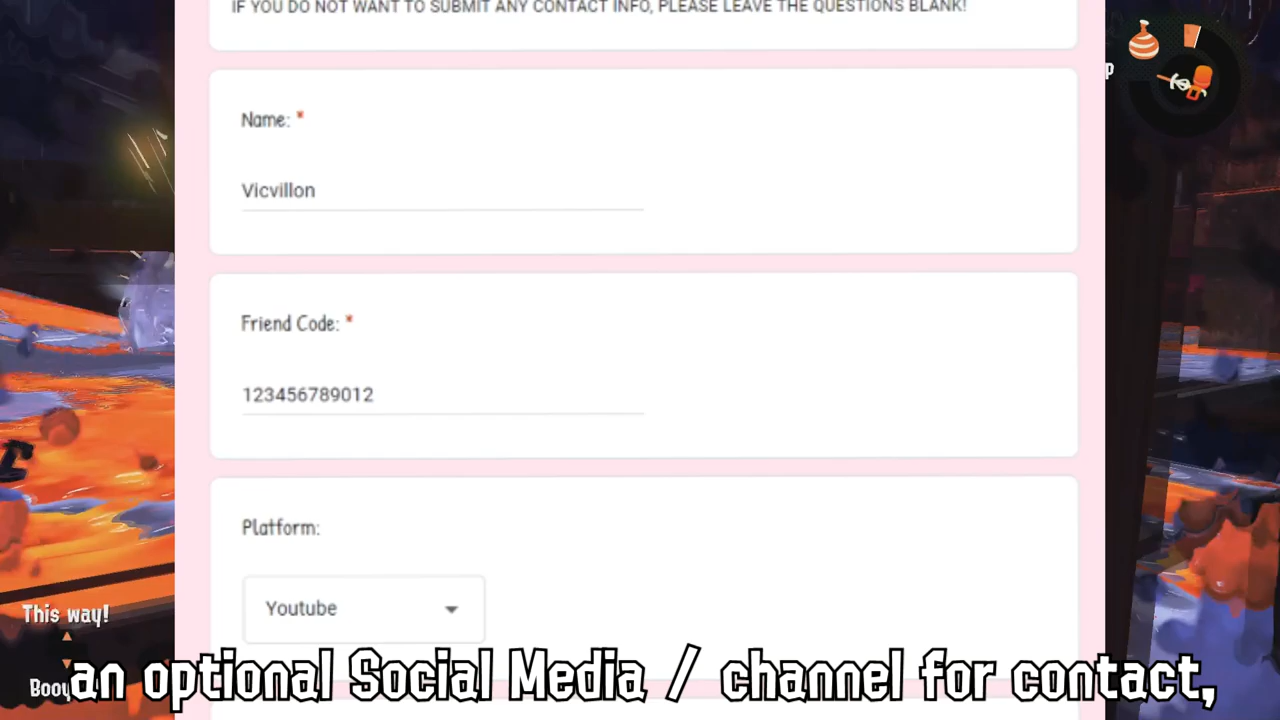 IF YOU DO NOT WANT TO SUBMIT ANY CONTACT INFO, PLEASE LEAVE THE QUESTIONS BLANK!
Name: *
Vicvillon
Friend Code: *
123456789012
Platform:
Youtube
This way!
an optional Social Media / channel for contact,